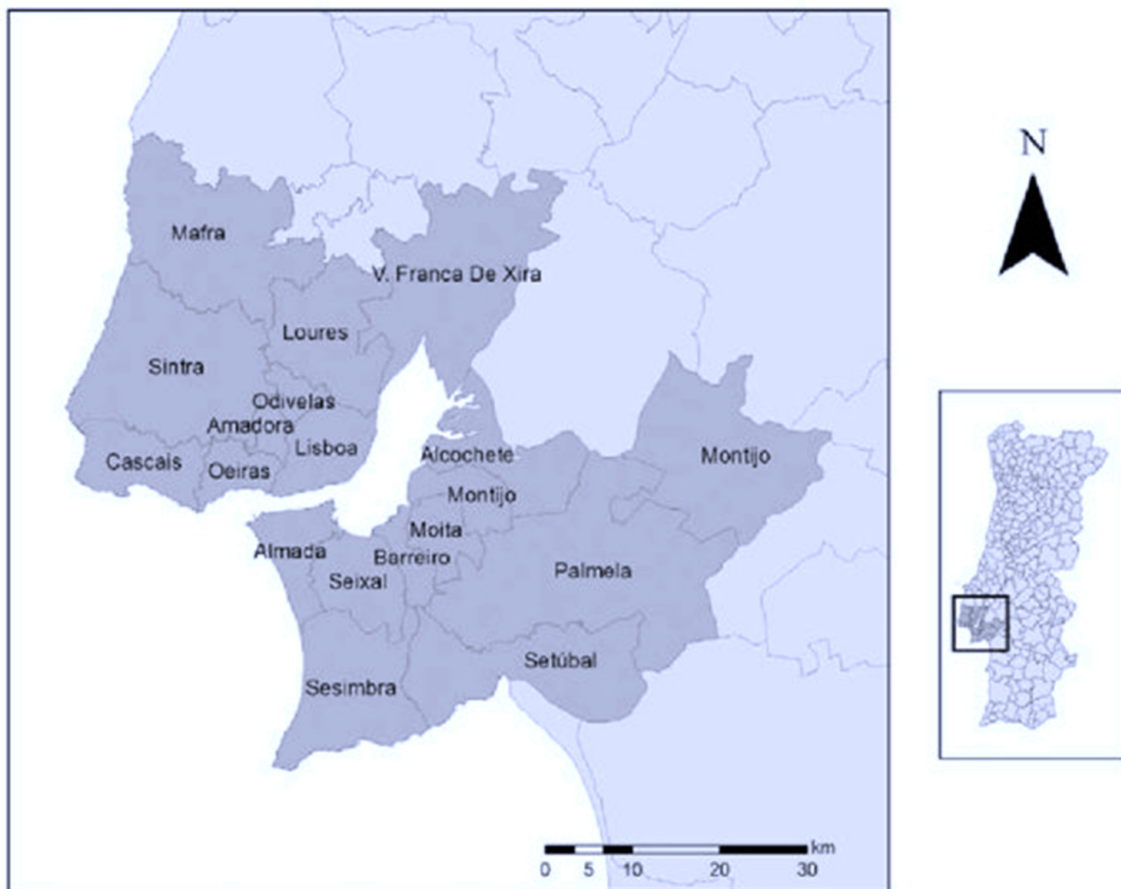 N
Mafra
V. Franca De Xira
Loures
Sintra
Odivelas
Amadora
Lisboa
Cascais
Oeiras
Alcochete
Montijo
Montijo
Moita
Almada
Barreiro
Seixal
Palmela
Setúbal
Sesimbra
km
0 5 10 20 30